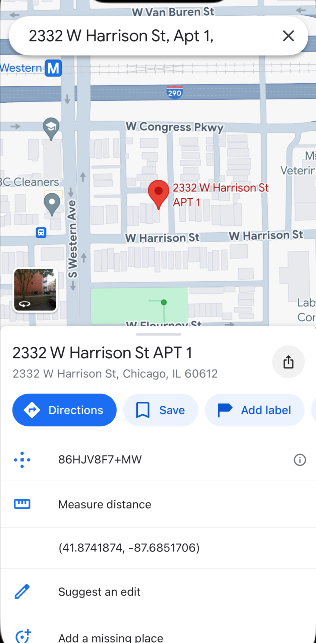 W Van Buren St
2332 W Harrison St, Apt 1,
Western M
290
W Congress Pkwy
BC Cleaners
Veterin
2332 W Harrison St
APT 1
S Western Ave
W Harrison St
W Harrison St
Lab
Cor
W Flournoy St
2332 W Harrison St APT 1
2332 W Harrison St, Chicago, IL 60612
Directions
Save
Add label
86HJV8F7+MW
Measure distance
(41.8741874, -87.6851706)
Suggest an edit
Add a missing place